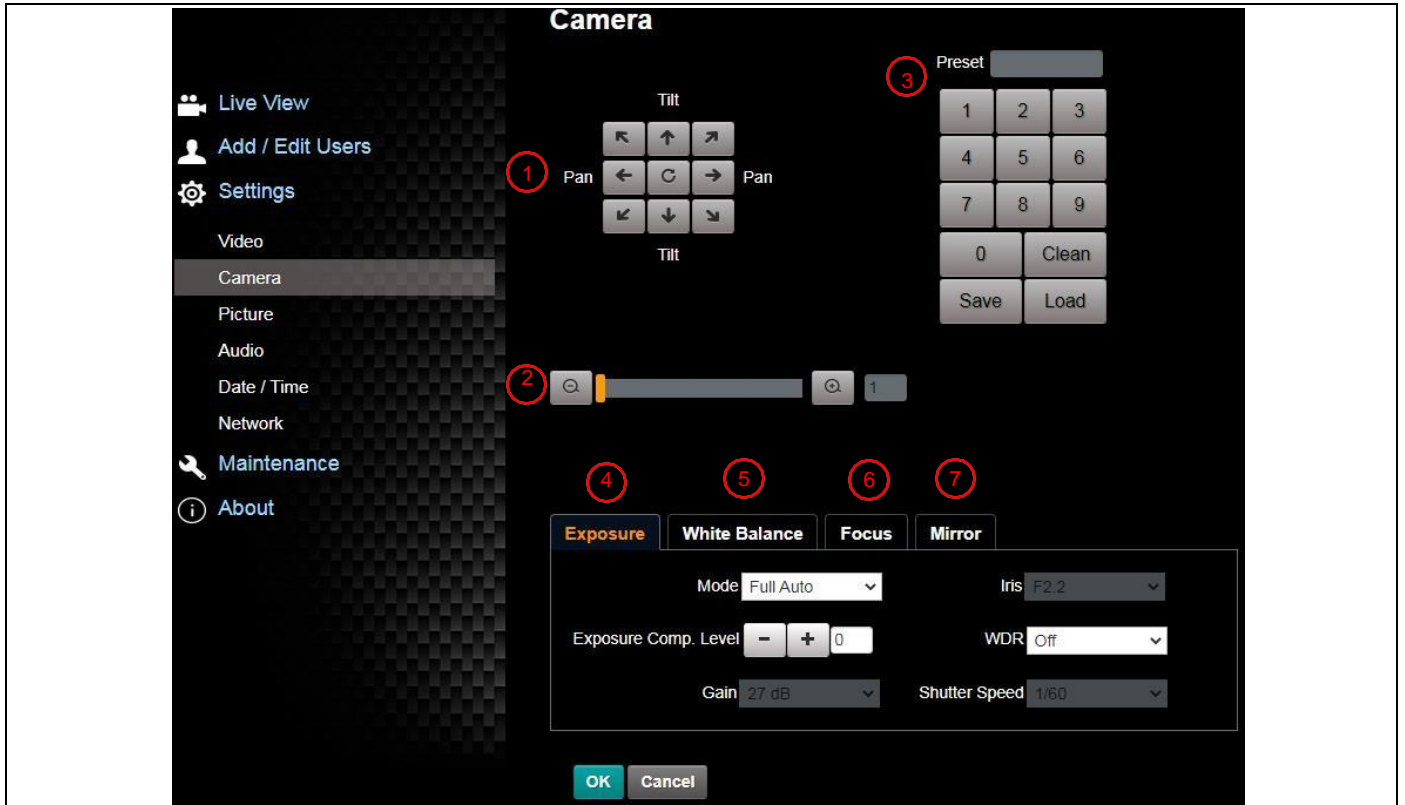 Camera
Live View
Add / Edit Users
Settings
Video
Camera
Picture
Audio
Date / Time
Network
Maintenance
About
1
Tilt
Pan
Pan
Tilt
3
Preset
1 2 3
4 5 6
7 8 9
0 Clean
Save Load
2
1
4 5 6 7
Exposure White Balance Focus Mirror
Mode Full Auto Iris F2.2
Exposure Comp. Level - + 0 WDR Off
Gain 27 dB Shutter Speed 1/60
OK Cancel